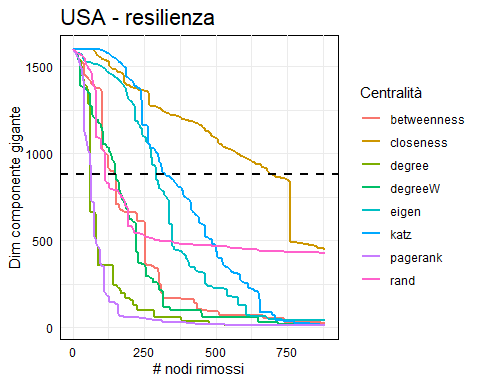 USA - resilienza
Dim componente gigante
1500
1000
500
0
0
250
500
750
# nodi rimossi
Centralità
betweenness
closeness
degree
degreeW
eigen
katz
pagerank
rand